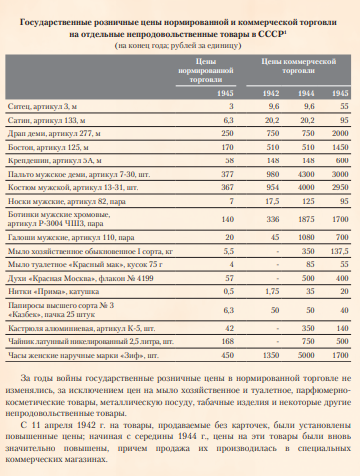 Государственные розничные цены нормированной и коммерческой торговли
на отдельные непродовольственные товары в СССР¹
(на конец года; рублей за единицу)
Цены нормированной торговли Цены коммерческой торговли
1945 1942 1944 1945
Ситец, артикул 3, м 3 9,6 9,6 55
Сатин, артикул 133, м 6,3 20,2 20,2 95
Драп деми, артикул 277, м 250 750 750 2000
Бостон, артикул 125, м 170 510 510 1450
Крепдешин, артикул 5А, м 58 148 148 600
Пальто мужское деми, артикул 7-30, шт. 377 980 4300 3000
Костюм мужской, артикул 13-31, шт. 367 954 4000 2950
Носки мужские, артикул 82, пара 7 17,5 125 95
Ботинки мужские хромовые,
артикул Р-3004 ЧШЗ, пара 140 336 1875 1700
Галоши мужские, артикул 110, пара 20 45 1080 700
Мыло хозяйственное обыкновенное I сорта, кг 5,5 - 350 137,5
Мыло туалетное «Красный мак», кусок 75 г 4 - 85 55
Духи «Красная Москва», флакон № 4199 57 - 500 400
Нитки «Прима», катушка 0,5 1,75 35 20
Папиросы высшего сорта № 3
«Казбек», пачка 25 штук 6,3 50 50 40
Кастрюля алюминиевая, артикул К-5, шт. 42 - 350 140
Чайник латунный никелированный 2,5 литра, шт. 168 - 750 500
Часы женские наручные марки «Зиф», шт. 450 1350 5000 1700
За годы войны государственные розничные цены в нормированной торговле не
изменялись, за исключением цен на мыло хозяйственное и туалетное, парфюмерно-
косметические товары, металлическую посуду, табачные изделия и некоторые другие
непродовольственные товары.
С 11 апреля 1942 г. на товары, продаваемые без карточек, были установлены
повышенные цены; начиная с середины 1944 г., цены на эти товары были вновь
значительно повышены, причем продажа их производилась в специальных
коммерческих магазинах.